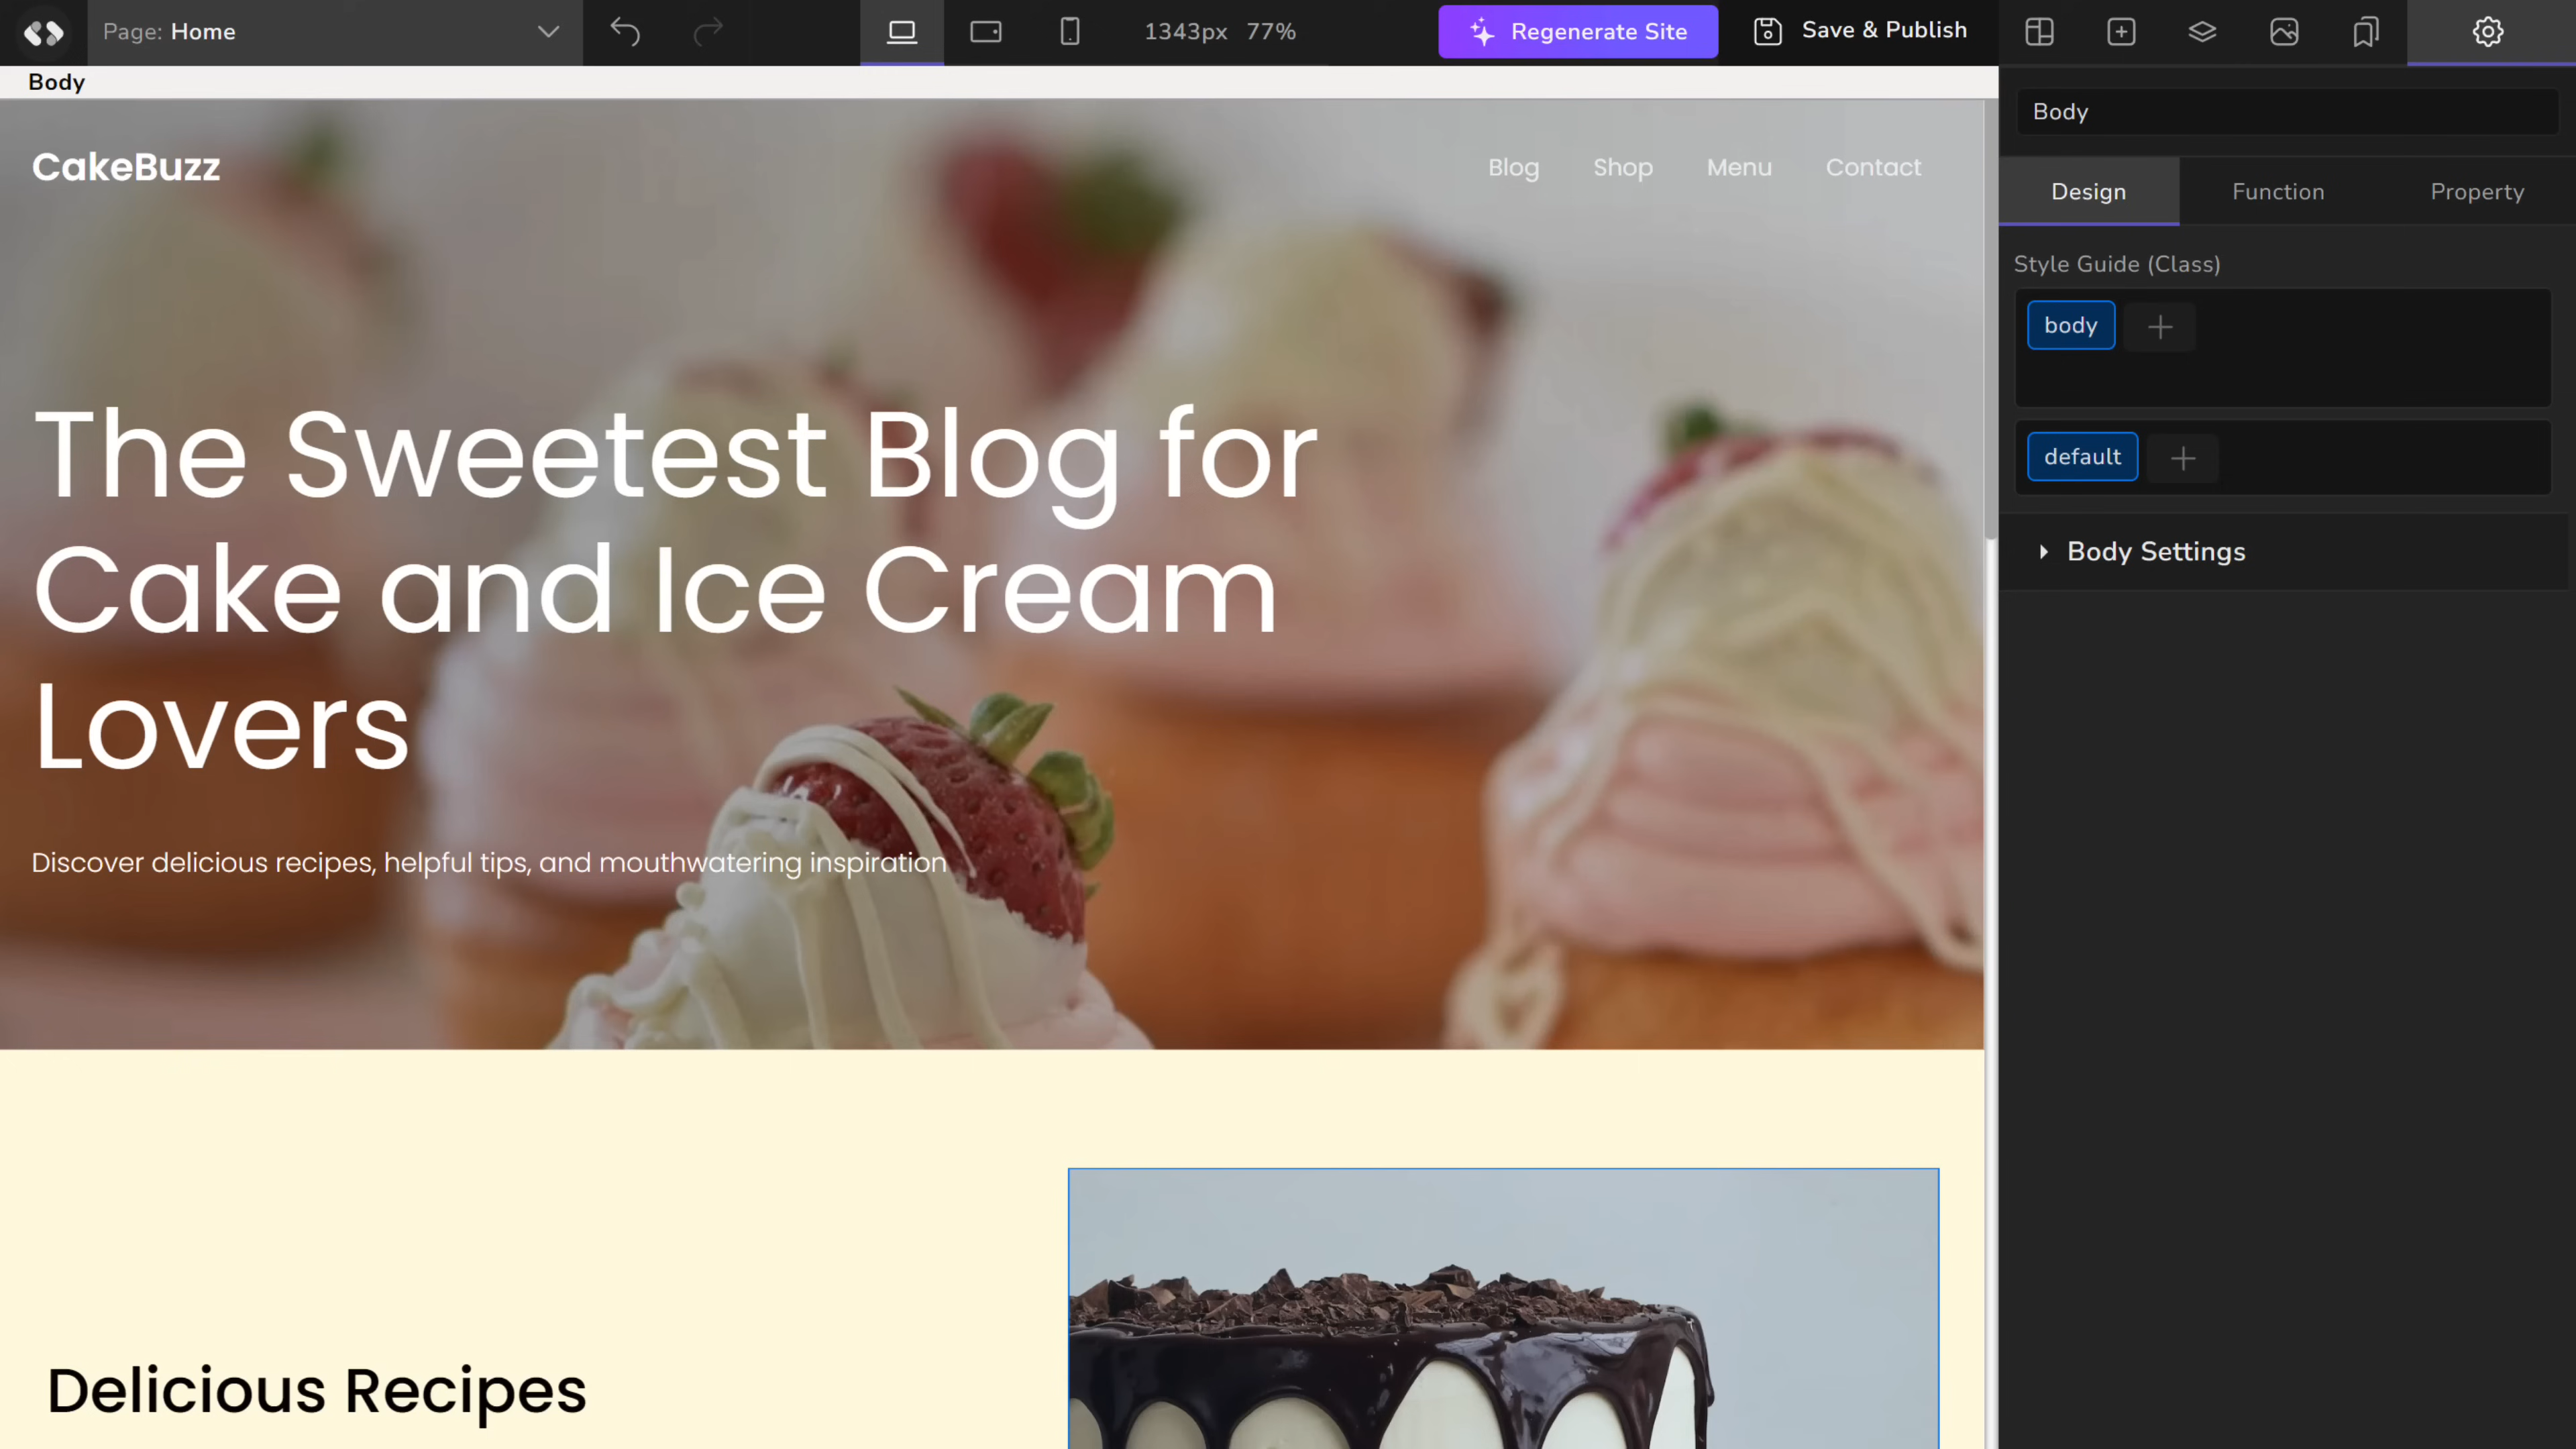 Page: Home
1343px 77%
Regenerate Site
Save & Publish
Body
CakeBuzz
Blog Shop Menu Contact
The Sweetest Blog for
Cake and Ice Cream
Lovers
Discover delicious recipes, helpful tips, and mouthwatering inspiration
Delicious Recipes
Body
Design Function Property
Style Guide (Class)
body
default
Body Settings